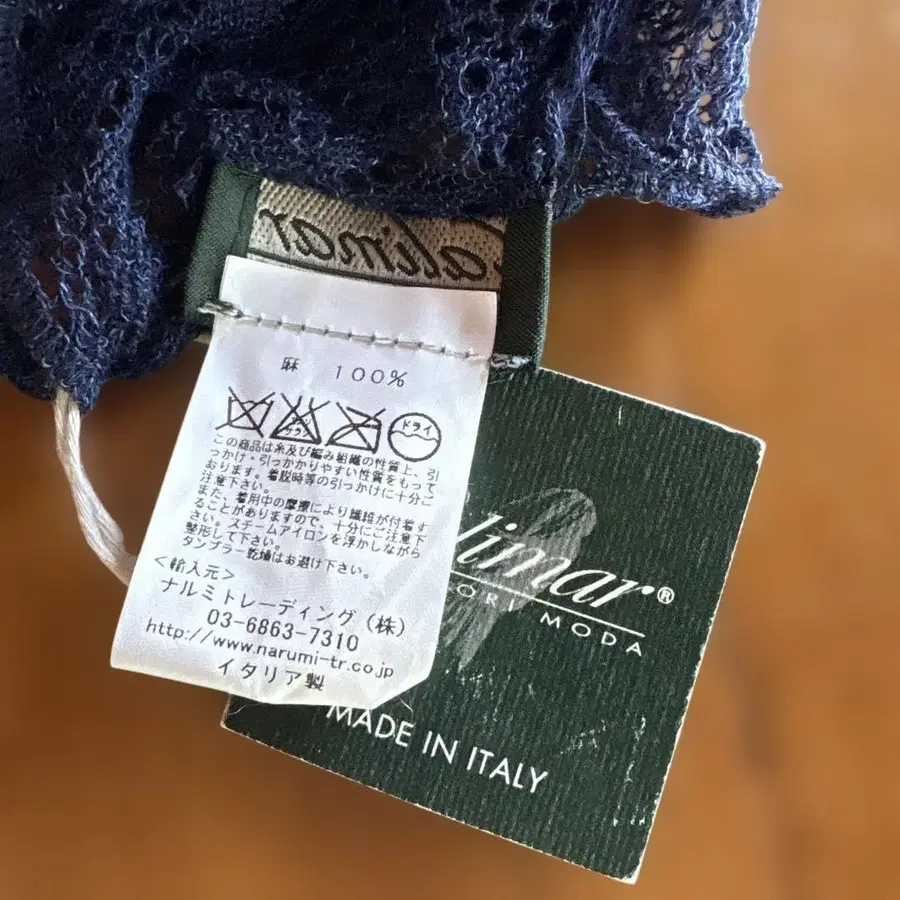 alimar
麻 100%
サラシ
ドライ
この商品は糸及び編み組織の性質上、引
っかけ・引っかかりやすい性質をもって
おります。着脱時等の引っかけに十分ご
注意下さい。
また、着用中の摩擦により繊維が付着す
ることがありますので、十分にご注意下
さい。スチームアイロンを浮かしながら
整形して下さい。
タンブラー乾燥はお避け下さい。
<輸入元>
ナルミトレーディング(株)
03-6863-7310
http://www.narumi-tr.co.jp
イタリア製
limar®
MODA
MADE IN ITALY